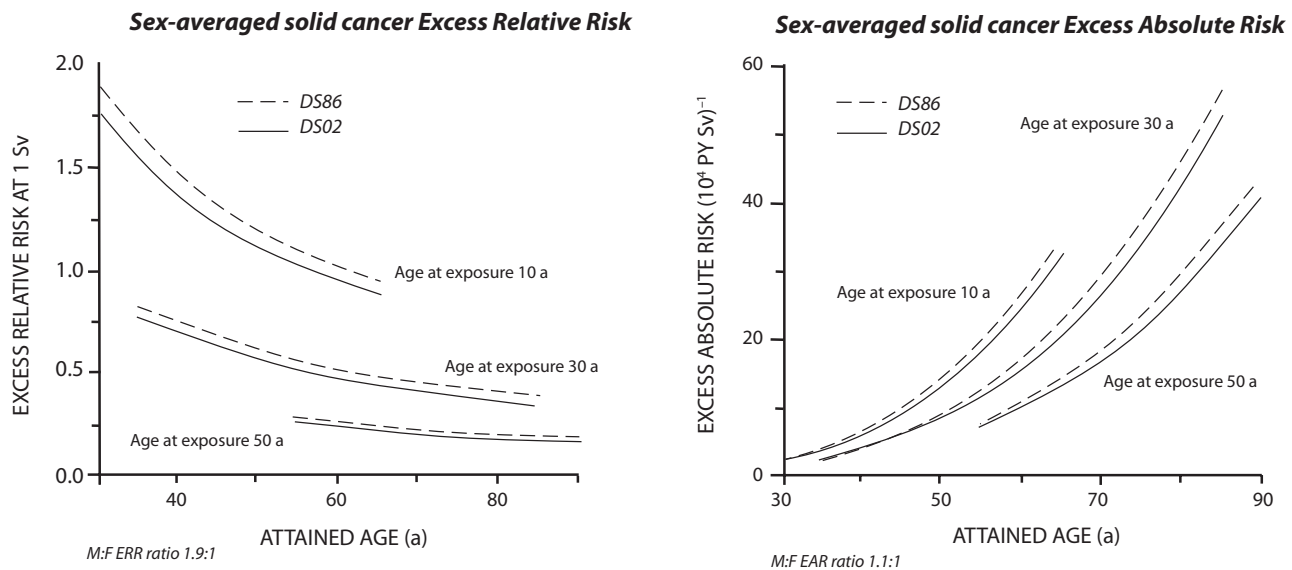 Sex-averaged solid cancer Excess Relative Risk
EXCESS RELATIVE RISK AT 1 Sv
2.0
1.5
1.0
0.5
0.0
DS86
DS02
Age at exposure 10 a
Age at exposure 30 a
Age at exposure 50 a
40
60
80
ATTAINED AGE (a)
M:F ERR ratio 1.9:1
Sex-averaged solid cancer Excess Absolute Risk
EXCESS ABSOLUTE RISK (10⁴ PY Sv)⁻¹
60
40
20
0
DS86
DS02
Age at exposure 30 a
Age at exposure 10 a
Age at exposure 50 a
30
50
70
90
ATTAINED AGE (a)
M:F EAR ratio 1.1:1